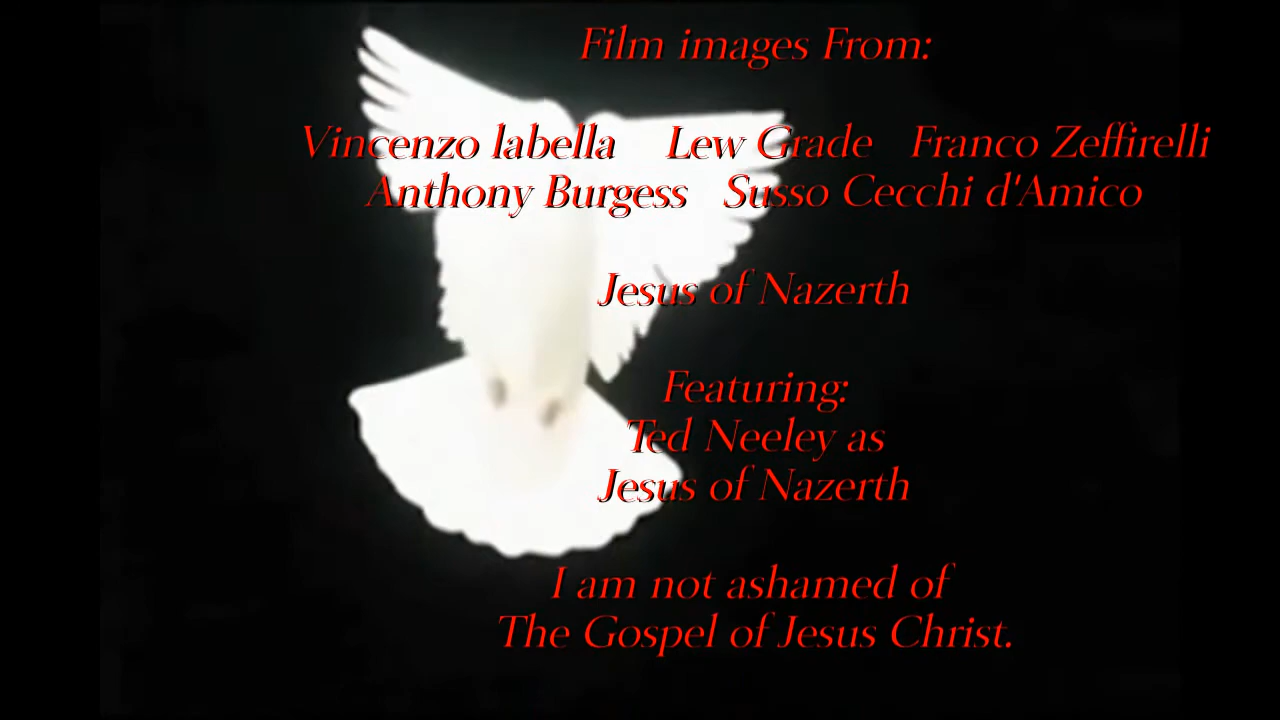 Film images From:
Vincenzo labella Lew Grade Franco Zeffirelli
Anthony Burgess Susso Cecchi d'Amico
Jesus of Nazerth
Featuring:
Ted Neeley as
Jesus of Nazerth
I am not ashamed of
The Gospel of Jesus Christ.